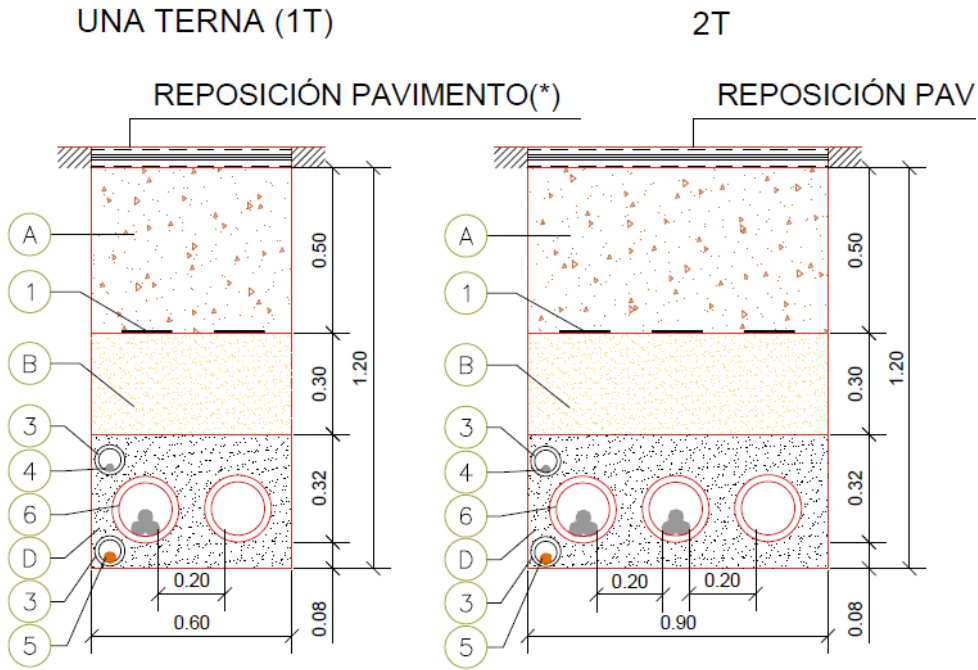 UNA TERNA (1T)
2T
REPOSICIÓN PAVIMENTO(*)
REPOSICIÓN PAV
A
1
B
3
4
6
D
3
5
0.50
0.30
0.32
0.08
1.20
0.20
0.60
A
1
B
3
4
6
D
3
5
0.50
0.30
0.32
0.08
1.20
0.20
0.20
0.90